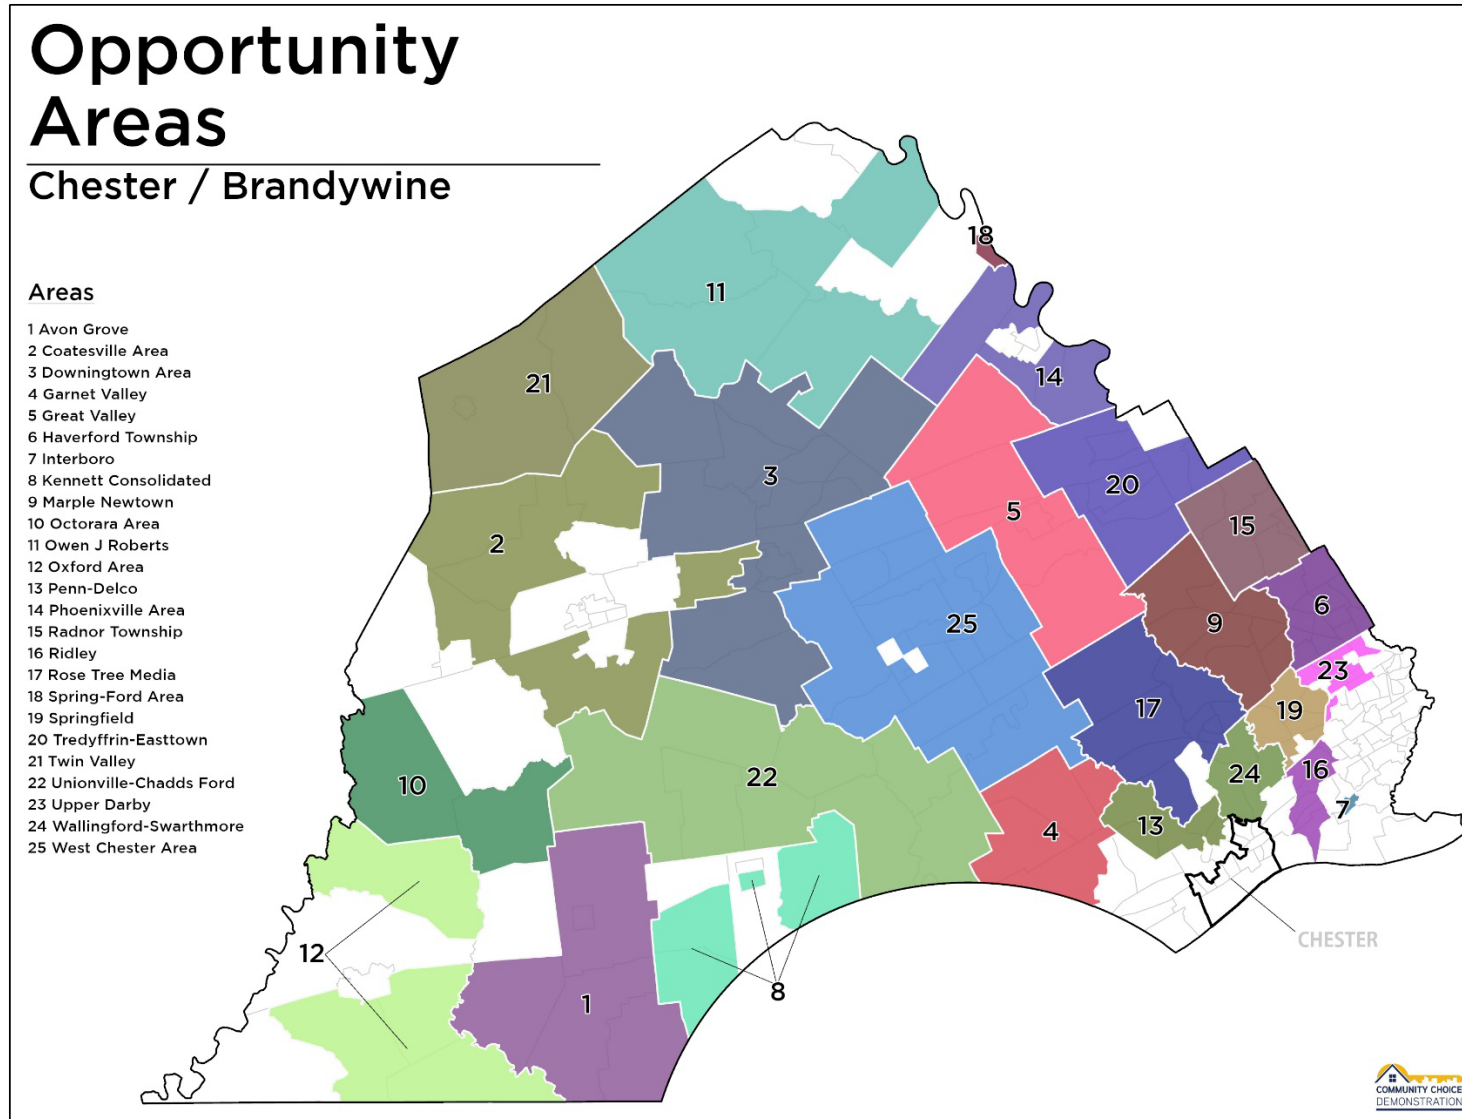 Opportunity
Areas
Chester / Brandywine
Areas
1 Avon Grove
2 Coatesville Area
3 Downingtown Area
4 Garnet Valley
5 Great Valley
6 Haverford Township
7 Interboro
8 Kennett Consolidated
9 Marple Newtown
10 Octorara Area
11 Owen J Roberts
12 Oxford Area
13 Penn-Delco
14 Phoenixville Area
15 Radnor Township
16 Ridley
17 Rose Tree Media
18 Spring-Ford Area
19 Springfield
20 Tredyffrin-Easttown
21 Twin Valley
22 Unionville-Chadds Ford
23 Upper Darby
24 Wallingford-Swarthmore
25 West Chester Area
18
11
14
21
3
20
5
15
2
6
25
9
23
17
19
22
24
16
10
7
4
13
12
8
1
CHESTER
COMMUNITY CHOICE
DEMONSTRATION